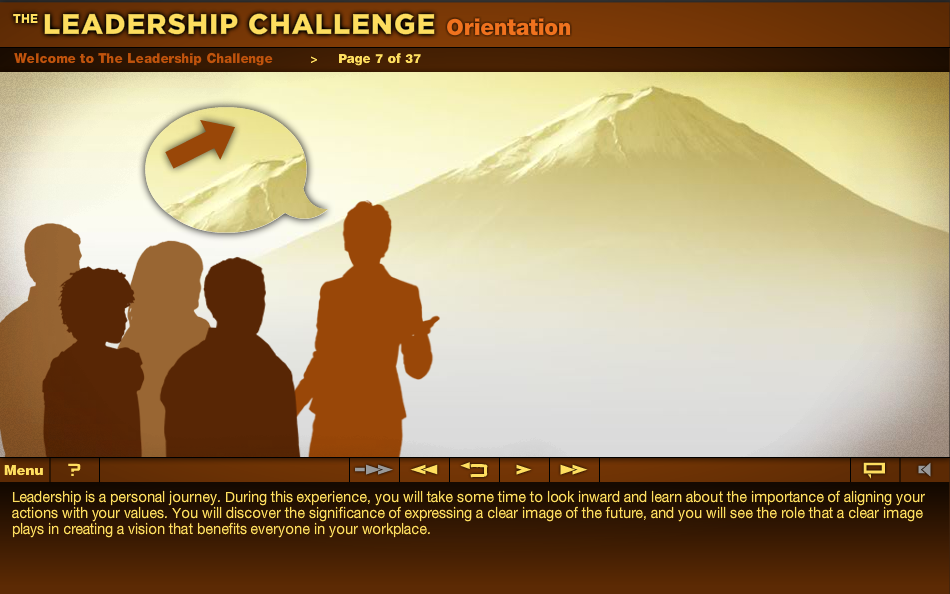 THE LEADERSHIP CHALLENGE Orientation
Welcome to The Leadership Challenge > Page 7 of 37
Menu ?
Leadership is a personal journey. During this experience, you will take some time to look inward and learn about the importance of aligning your
actions with your values. You will discover the significance of expressing a clear image of the future, and you will see the role that a clear image
plays in creating a vision that benefits everyone in your workplace.